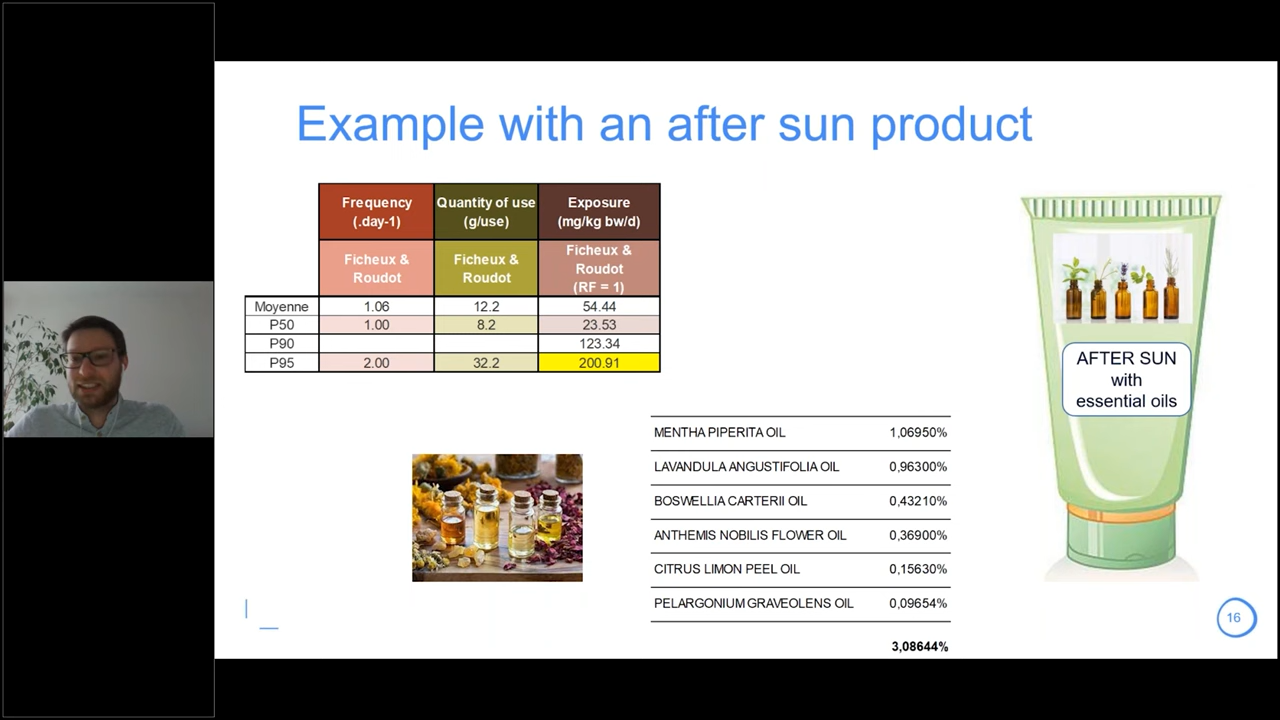 Example with an after sun product
Frequency
(.day-1)
Quantity of use
(g/use)
Exposure
(mg/kg bw/d)
Ficheux &
Roudot
Ficheux &
Roudot
Ficheux &
Roudot
(RF = 1)
Moyenne 1.06 12.2 54.44
P50 1.00 8.2 23.53
P90 123.34
P95 2.00 32.2 200.91
AFTER SUN
with
essential oils
MENTHA PIPERITA OIL 1,06950%
LAVANDULA ANGUSTIFOLIA OIL 0,96300%
BOSWELLIA CARTERII OIL 0,43210%
ANTHEMIS NOBILIS FLOWER OIL 0,36900%
CITRUS LIMON PEEL OIL 0,15630%
PELARGONIUM GRAVEOLENS OIL 0,09654%
3,08644%
16